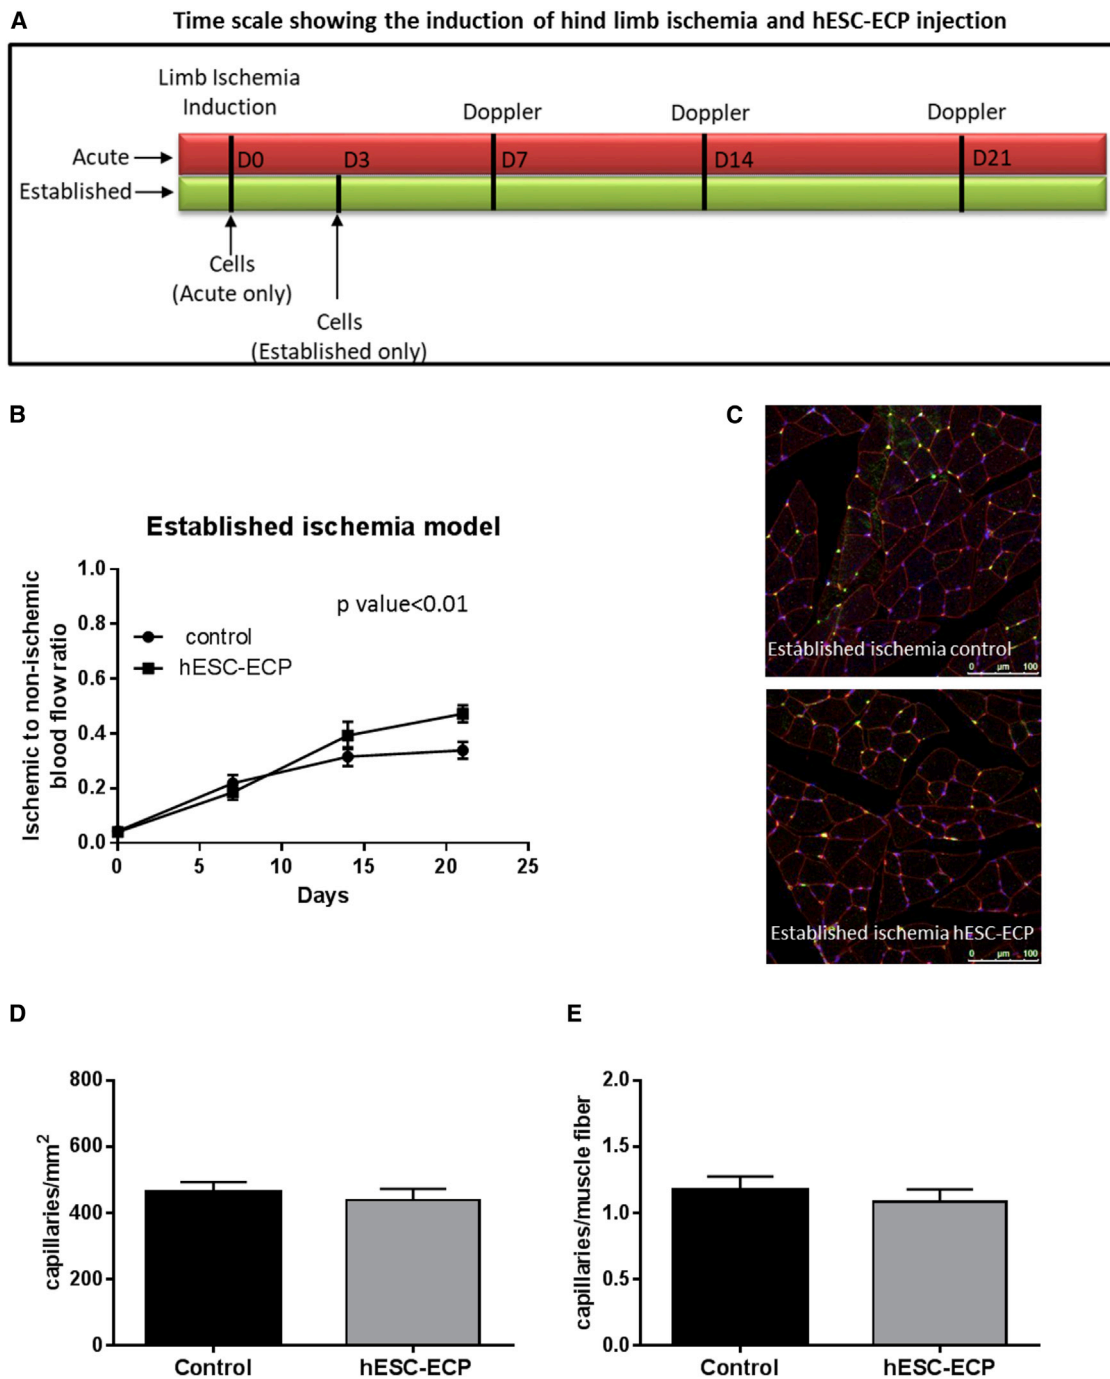 A
Time scale showing the induction of hind limb ischemia and hESC-ECP injection
Limb Ischemia
Induction
Doppler
Doppler
Doppler
Acute
D0
D3
D7
D14
D21
Established
Cells
(Acute only)
Cells
(Established only)
B
Established ischemia model
Ischemic to non-ischemic
blood flow ratio
1.0
0.8
0.6
0.4
0.2
0.0
p value<0.01
control
hESC-ECP
0
5
10
15
20
25
Days
C
Established ischemia control
0 µm 100
Established ischemia hESC-ECP
0 µm 100
D
capillaries/mm²
800
600
400
200
0
Control
hESC-ECP
E
capillaries/muscle fiber
2.0
1.5
1.0
0.5
0.0
Control
hESC-ECP